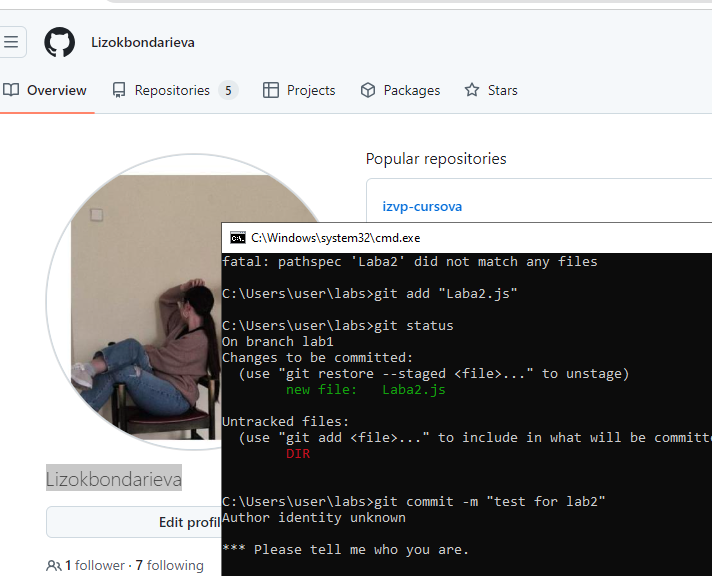 Lizokbondarieva
Overview
Repositories 5
Projects
Packages
Stars
Popular repositories
izvp-cursova
C:\Windows\system32\cmd.exe
fatal: pathspec 'Laba2' did not match any files
C:\Users\user\labs>git add "Laba2.js"
C:\Users\user\labs>git status
On branch lab1
Changes to be committed:
(use "git restore --staged <file>..." to unstage)
new file:   Laba2.js
Untracked files:
(use "git add <file>..." to include in what will be committ
DIR
C:\Users\user\labs>git commit -m "test for lab2"
Author identity unknown
*** Please tell me who you are.
Lizokbondarieva
Edit profil
1 follower · 7 following